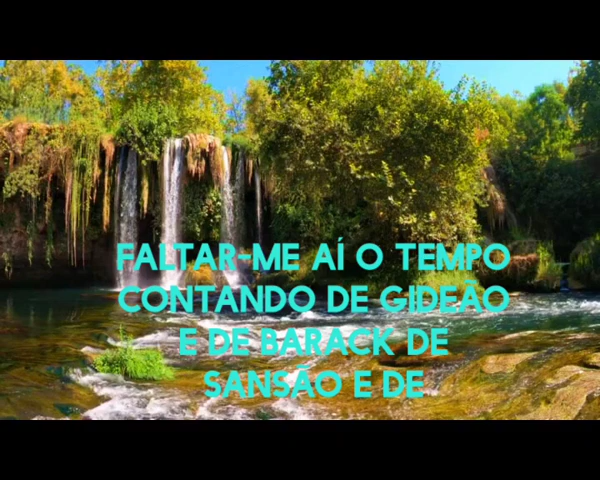 FALTAR-ME AÍ O TEMPO
CONTANDO DE GIDEÃO
E DE BARACK DE
SANSÃO E DE